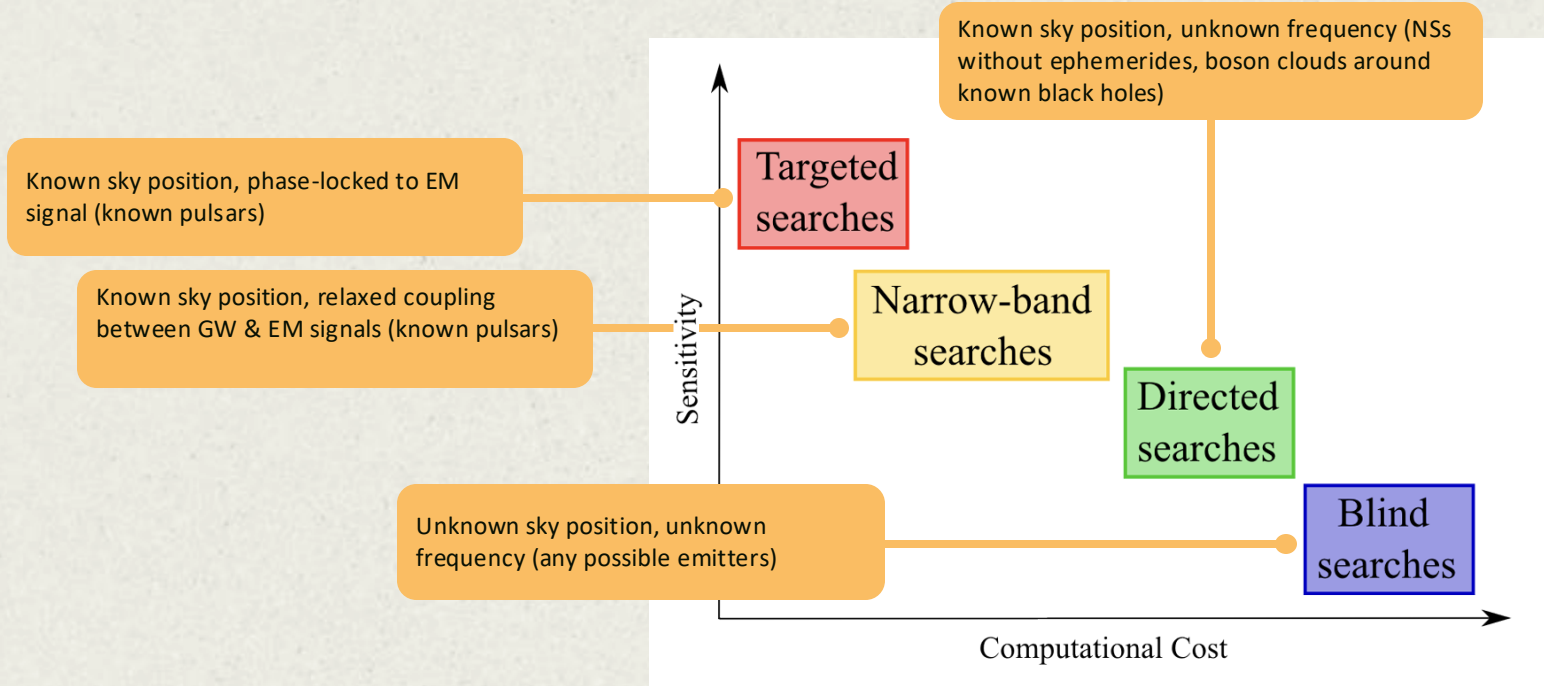 Known sky position, unknown frequency (NSs
without ephemerides, boson clouds around
known black holes)
Known sky position, phase-locked to EM
signal (known pulsars)
Targeted
searches
Known sky position, relaxed coupling
between GW & EM signals (known pulsars)
Narrow-band
searches
Sensitivity
Directed
searches
Unknown sky position, unknown
frequency (any possible emitters)
Blind
searches
Computational Cost